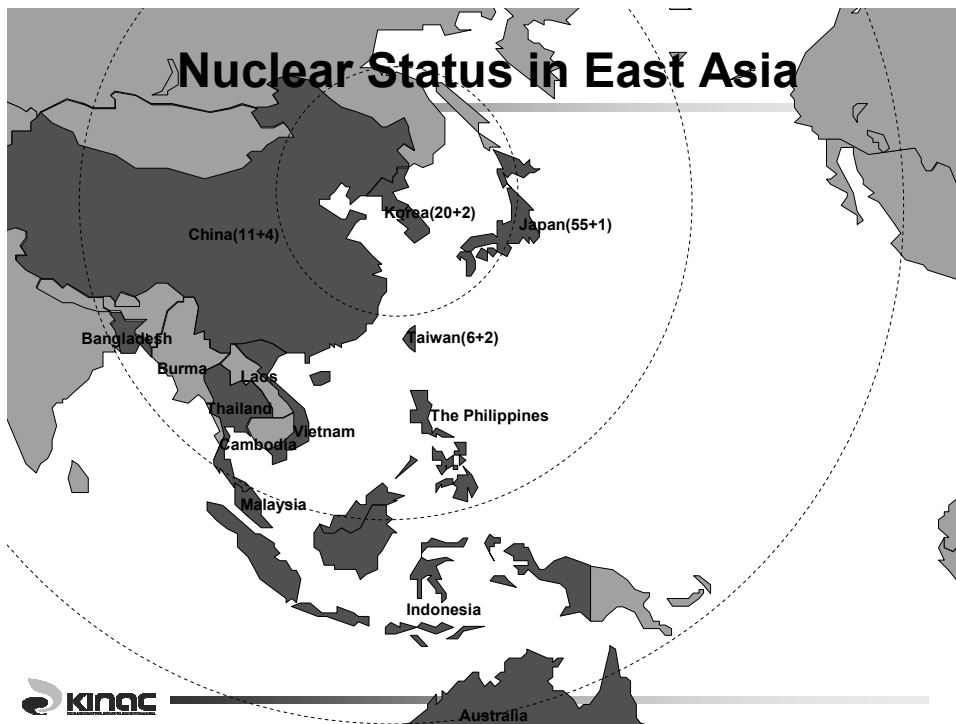 Nuclear Status in East Asia
Korea(20+2)
Japan(55+1)
China(11+4)
Taiwan(6+2)
Bangladesh
Burma
Laos
Thailand
The Philippines
Vietnam
Cambodia
Malaysia
Indonesia
KINAC
Australia